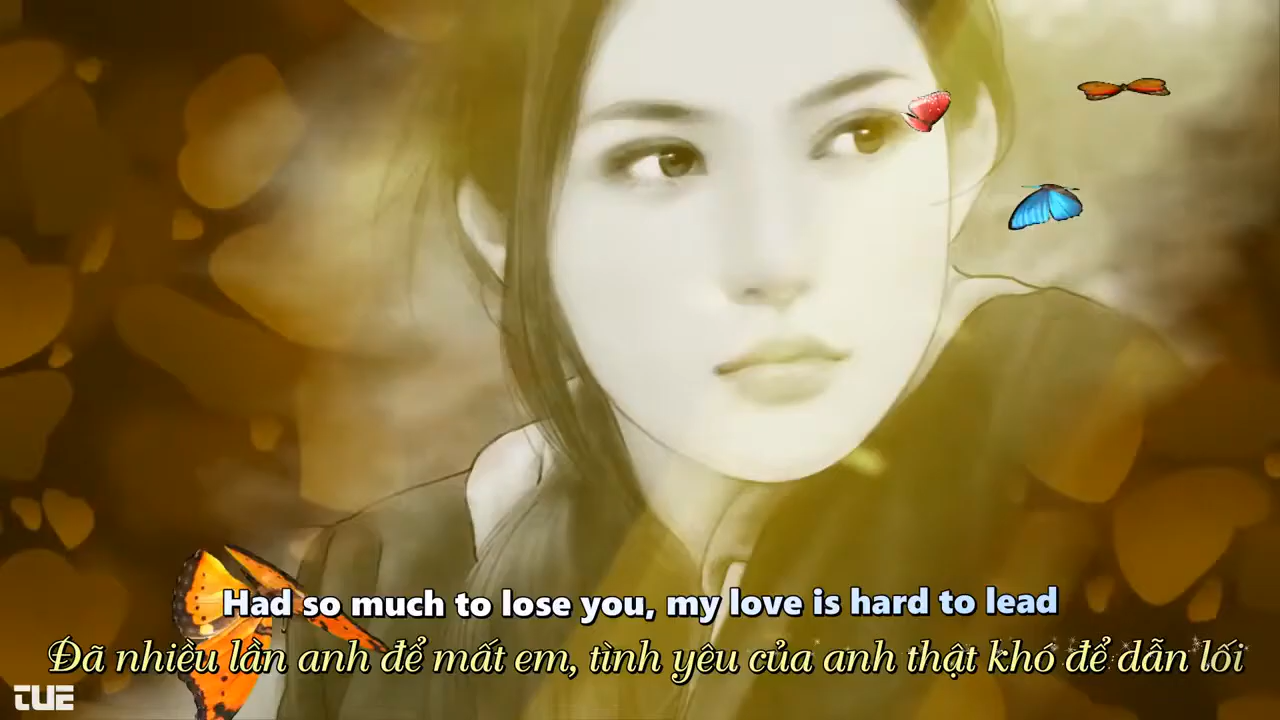 Had so much to lose you, my love is hard to lead
Đã nhiều lần anh để mất em, tình yêu của anh thật khó để dẫn lối
TUE